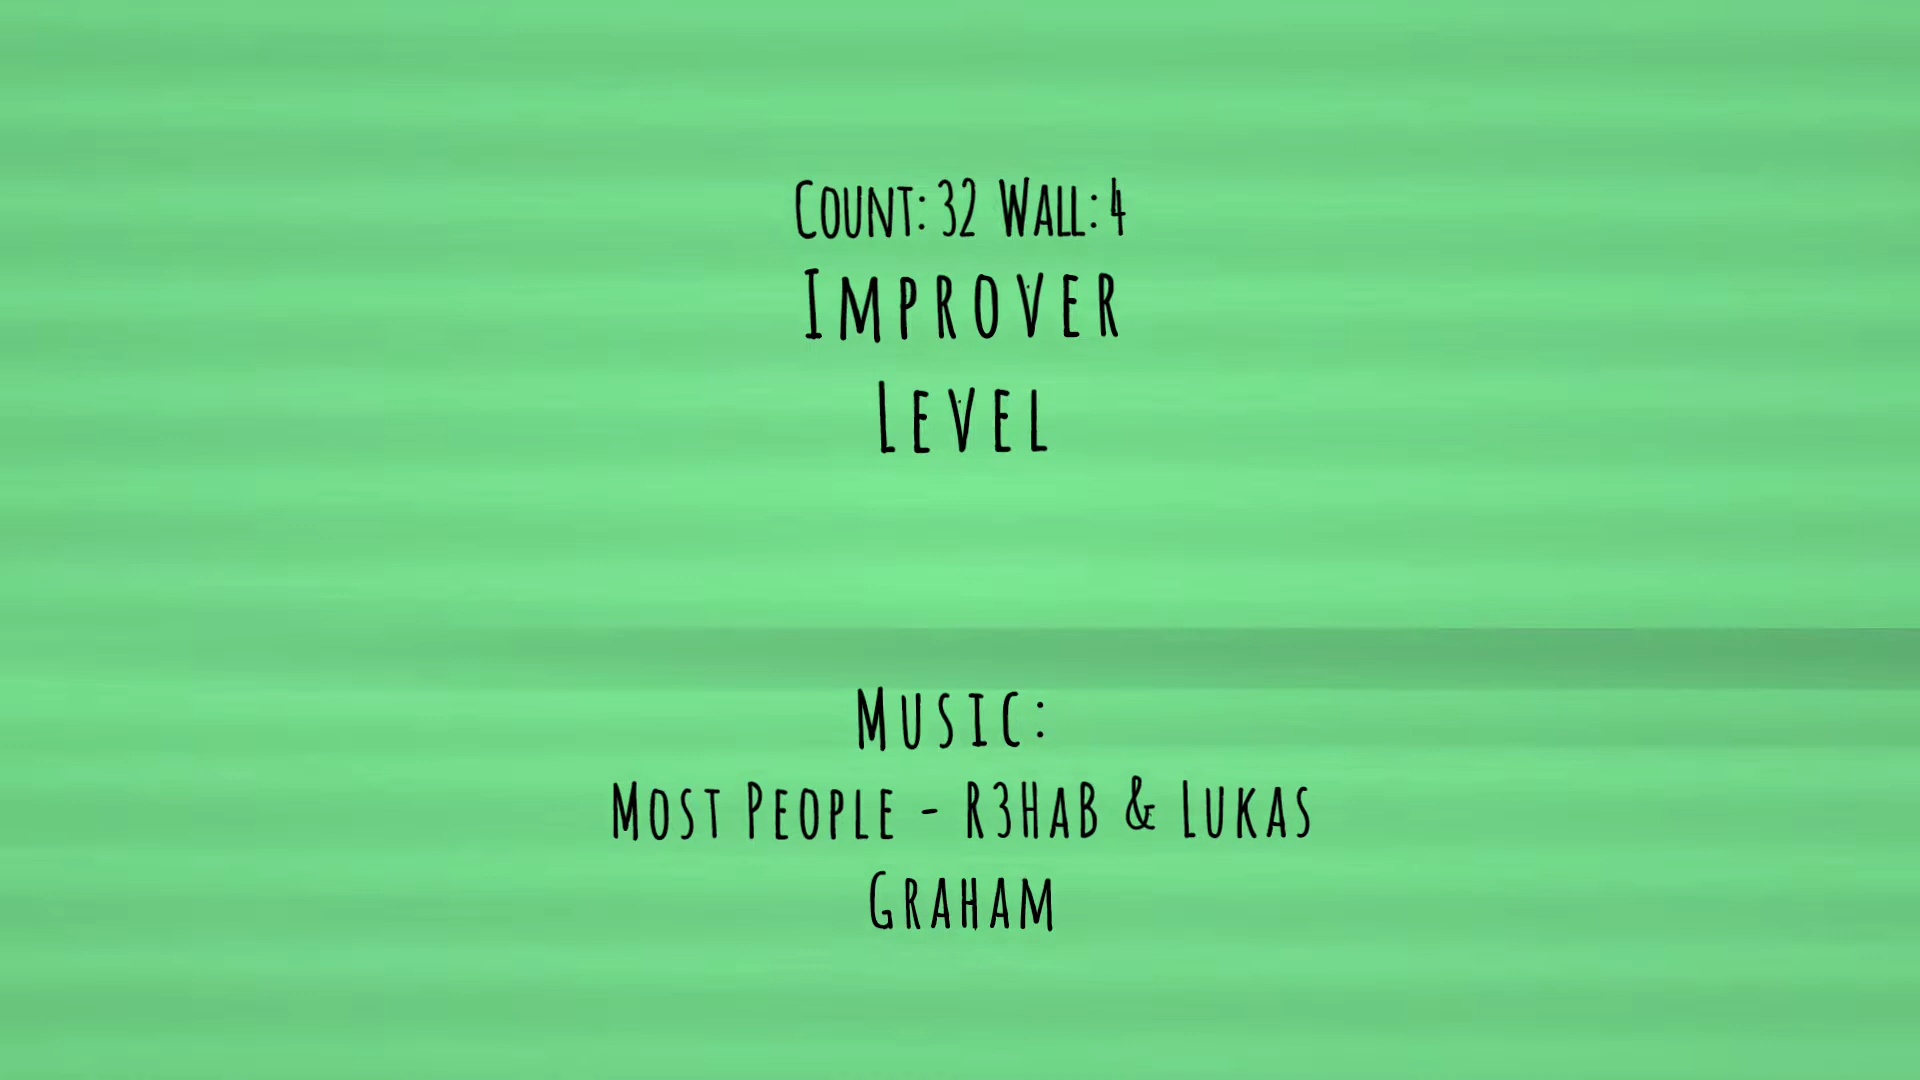 Count: 32 Wall: 4
Improver
Level
Music:
Most People - R3HaB & Lukas
Graham